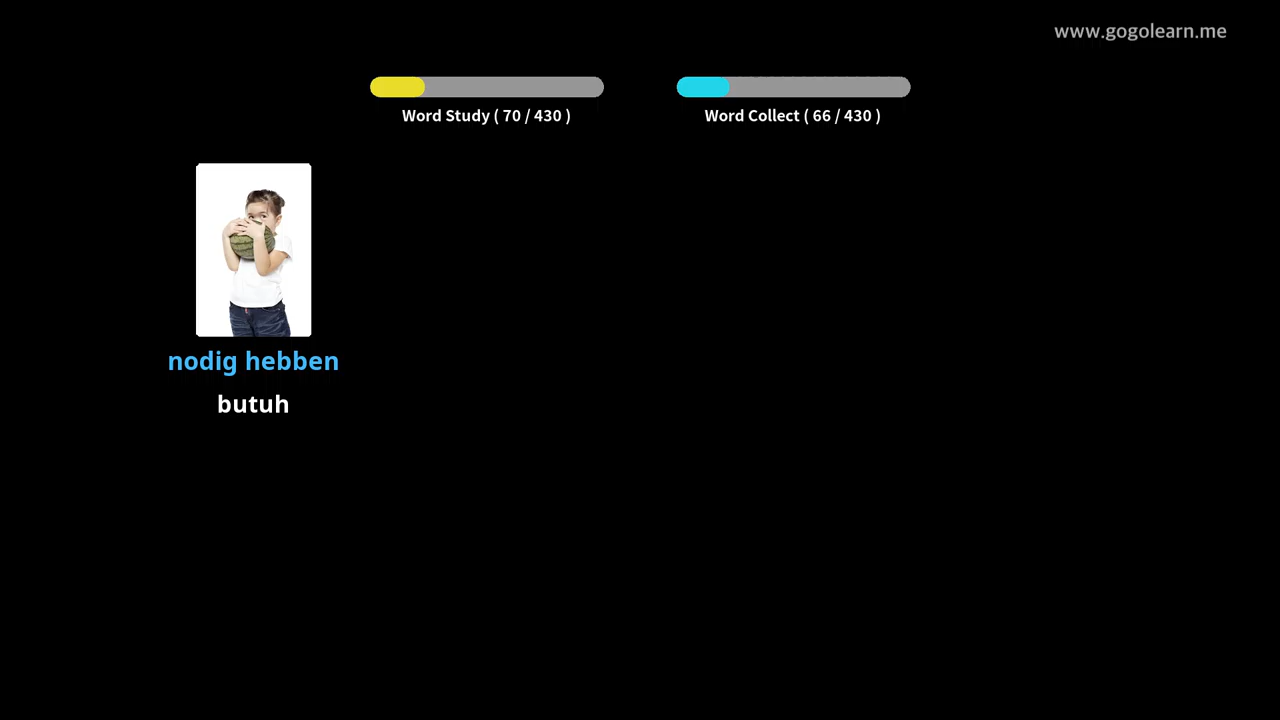 www.gogolearn.me
Word Study ( 70 / 430 )
Word Collect ( 66 / 430 )
nodig hebben
butuh